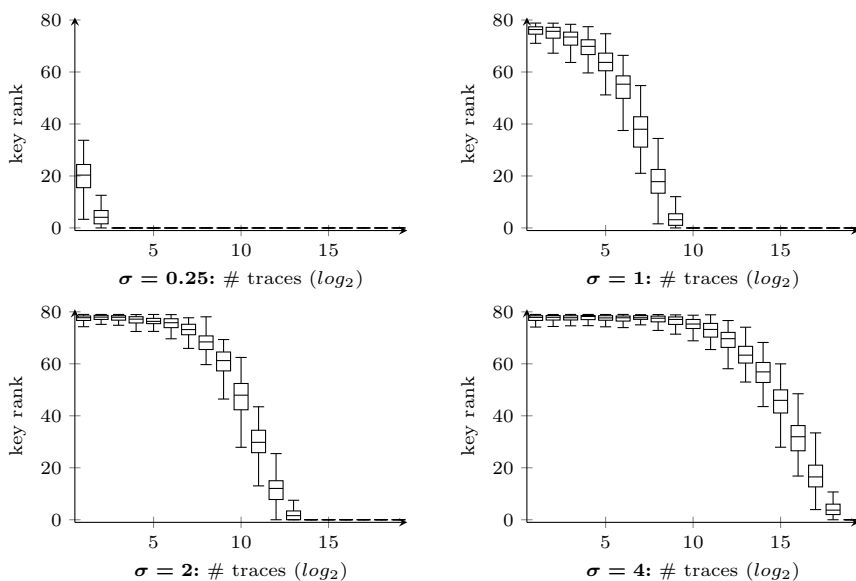 80
60
40
20
0
key rank
5 10 15
σ = 0.25: # traces (log2)
80
60
40
20
0
key rank
5 10 15
σ = 1: # traces (log2)
80
60
40
20
0
key rank
5 10 15
σ = 2: # traces (log2)
80
60
40
20
0
key rank
5 10 15
σ = 4: # traces (log2)